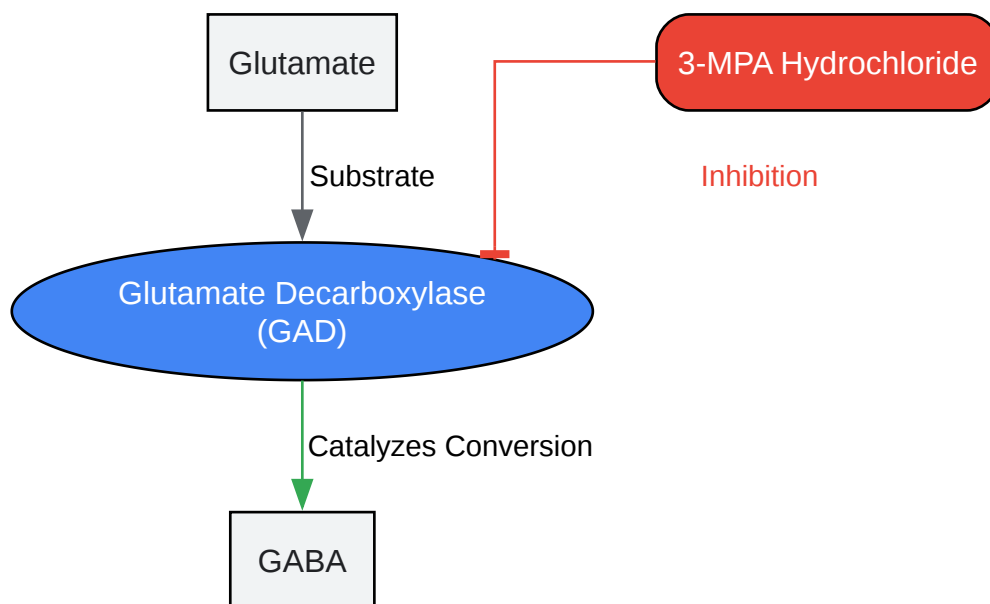 Glutamate
3-MPA Hydrochloride
Substrate
Inhibition
Glutamate Decarboxylase
(GAD)
Catalyzes Conversion
GABA